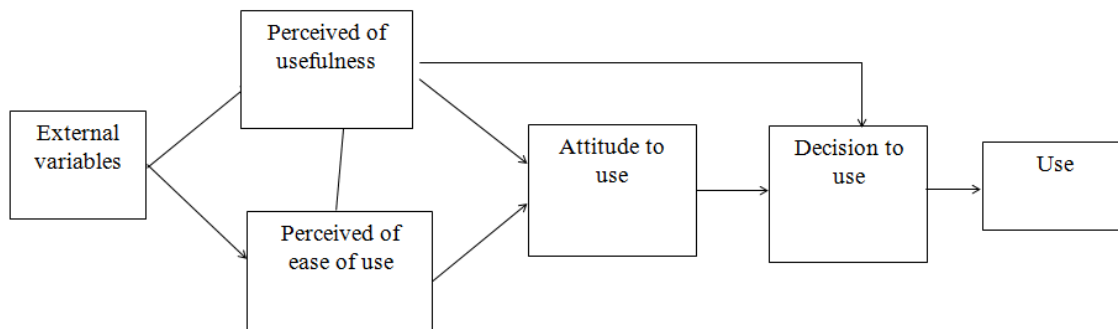 Perceived of
usefulness
External
variables
Attitude to
use
Decision to
use
Use
Perceived of
ease of use